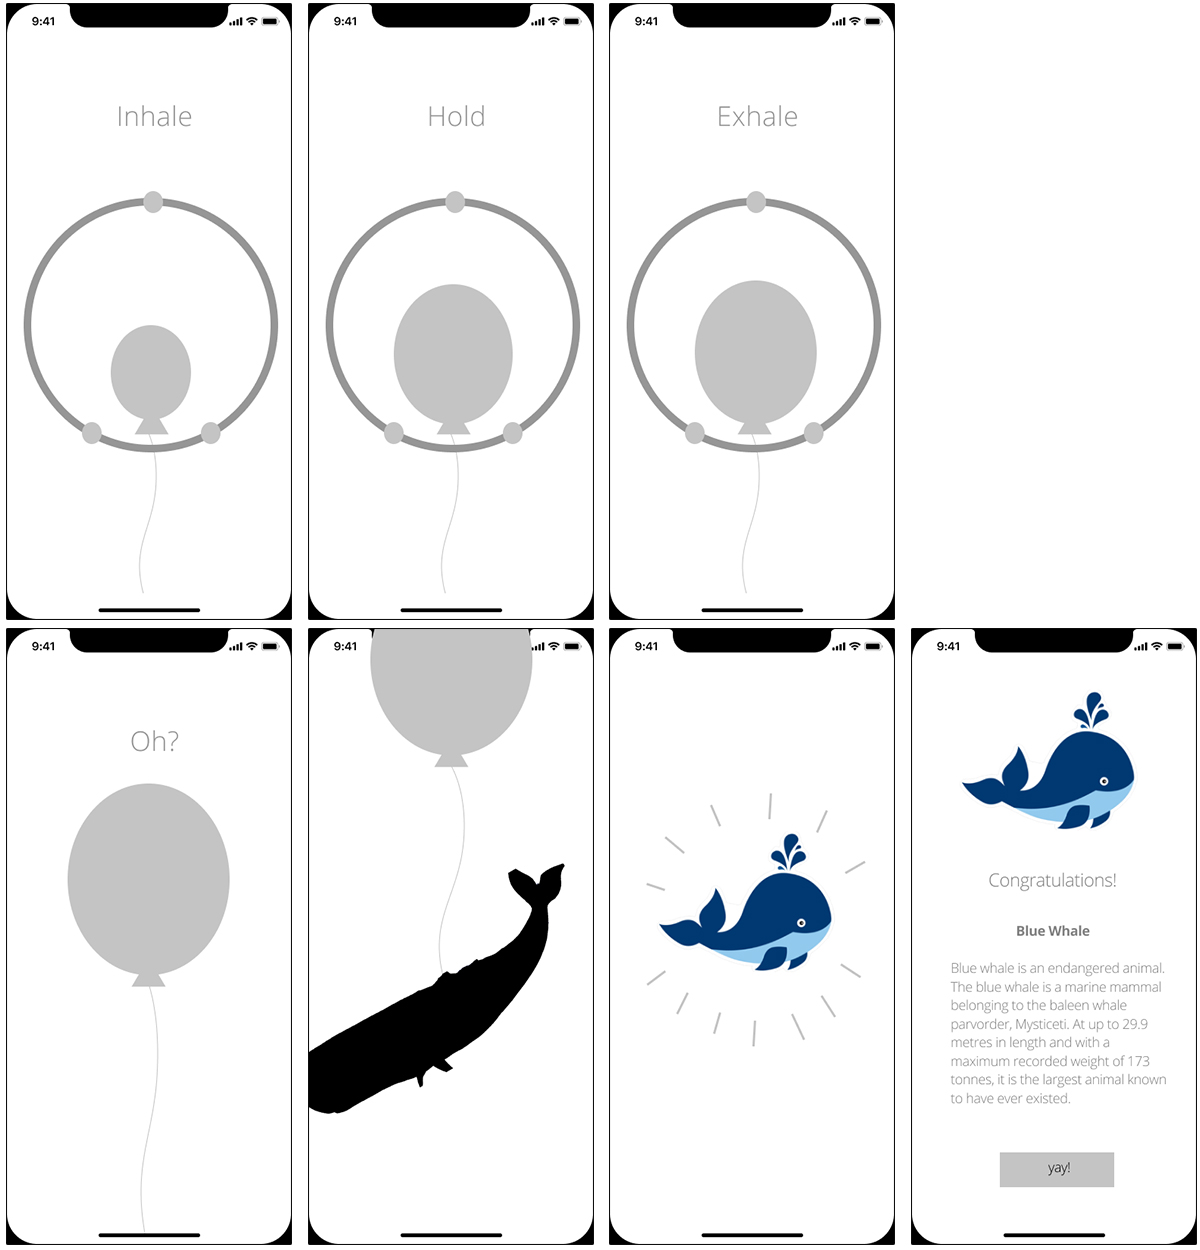 9:41
9:41
9:41
Inhale
Hold
Exhale
9:41
9:41
9:41
9:41
Oh?
Congratulations!
Blue Whale
Blue whale is an endangered animal.
The blue whale is a marine mammal
belonging to the baleen whale
parvorder, Mysticeti. At up to 29.9
metres in length and with a
maximum recorded weight of 173
tonnes, it is the largest animal known
to have ever existed.
yay!